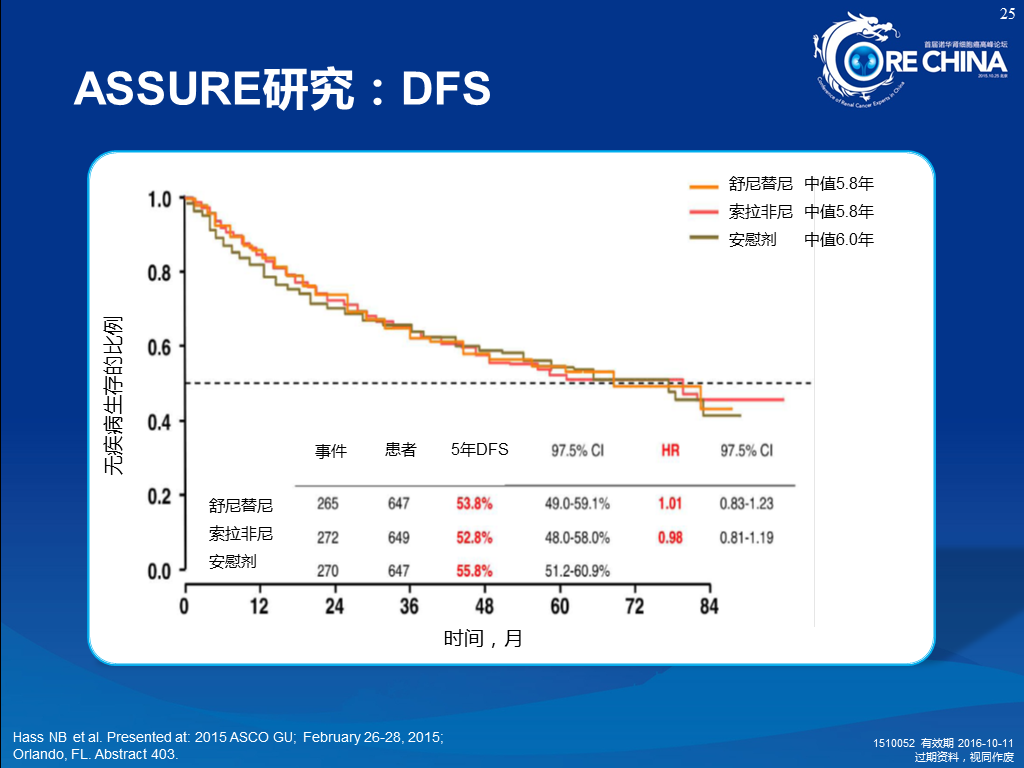 25
首届诺华肾细胞癌高峰论坛
CORE CHINA
2015.10.25 北京
Conference of Renal Cancer Experts in China
ASSURE研究：DFS
舒尼替尼 中值5.8年
索拉非尼 中值5.8年
安慰剂 中值6.0年
无疾病生存的比例
1.0
0.8
0.6
0.4
0.2
0.0
事件 患者 5年DFS 97.5% CI HR 97.5% CI
舒尼替尼 265 647 53.8% 49.0-59.1% 1.01 0.83-1.23
索拉非尼 272 649 52.8% 48.0-58.0% 0.98 0.81-1.19
安慰剂 270 647 55.8% 51.2-60.9%
0 12 24 36 48 60 72 84
时间，月
Hass NB et al. Presented at: 2015 ASCO GU; February 26-28, 2015;
Orlando, FL. Abstract 403.
1510052 有效期 2016-10-11
过期资料，视同作废